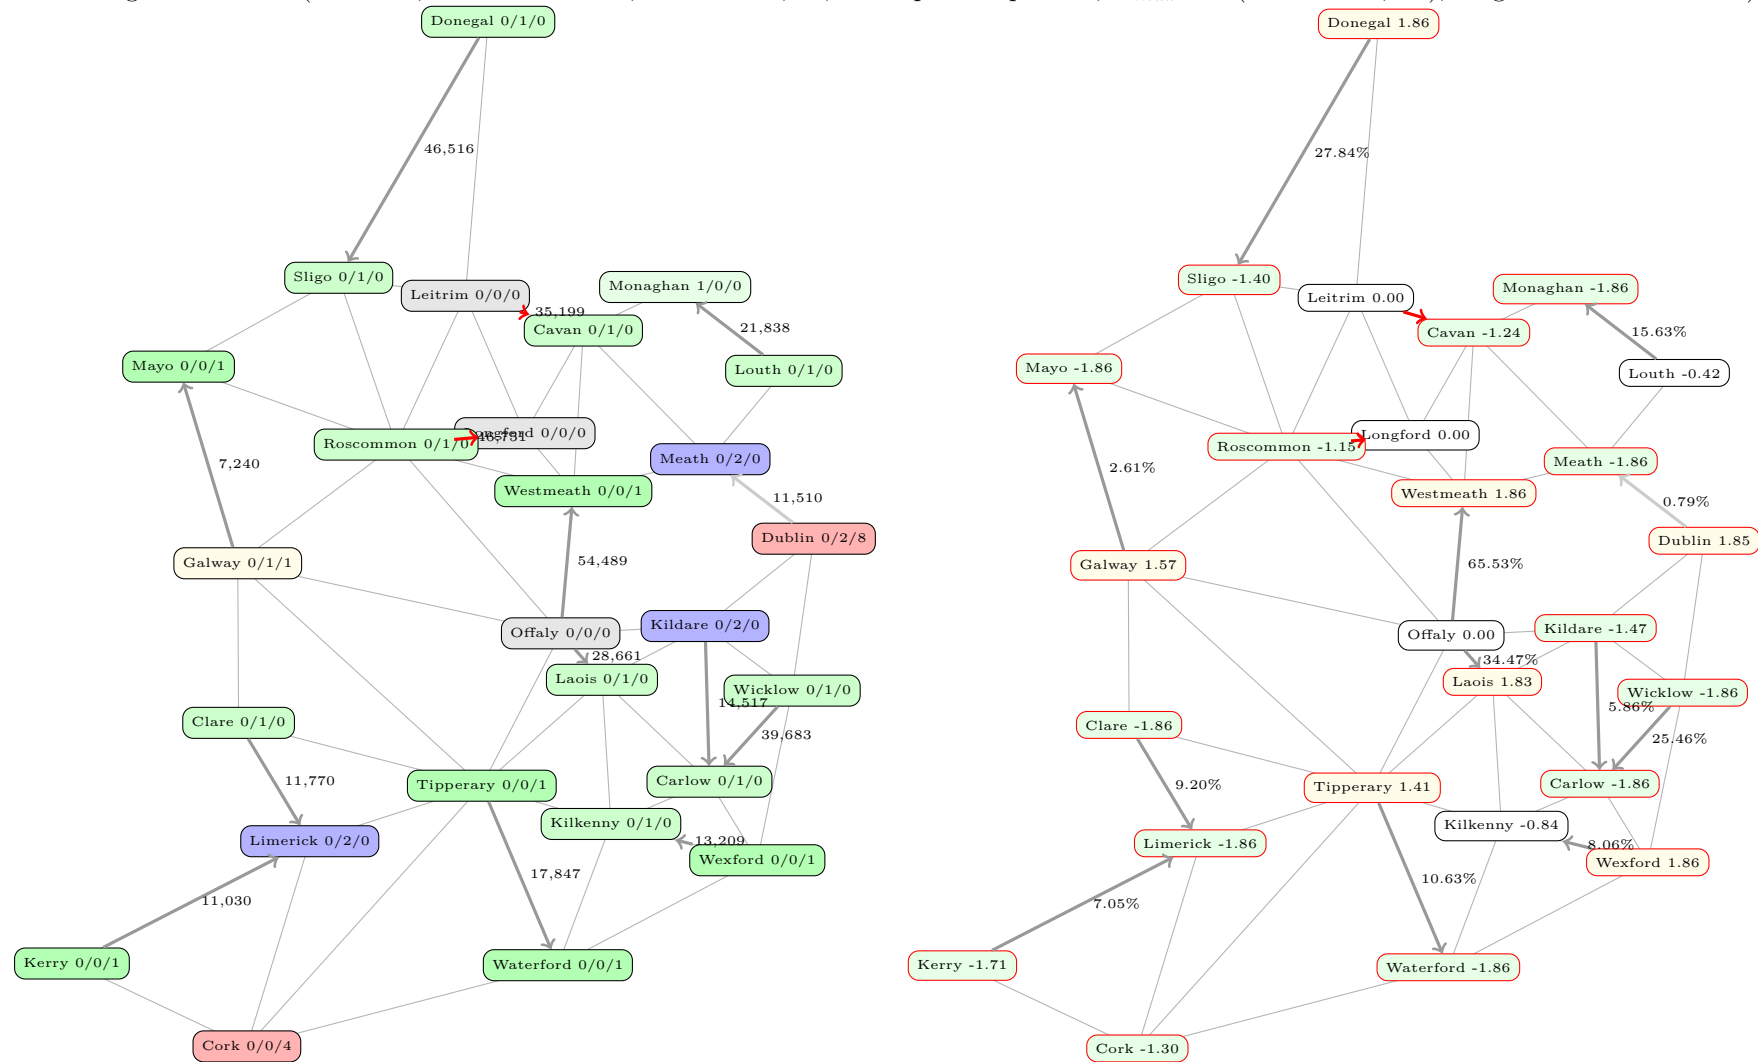 Donegal 0/1/0
46,516
Sligo 0/1/0
Leitrim 0/0/0
Monaghan 1/0/0
35,199
Cavan 0/1/0
21,838
Mayo 0/0/1
Louth 0/1/0
Longford 0/0/0
Roscommon 0/1/0
46,731
7,240
Meath 0/2/0
Westmeath 0/0/1
11,510
Dublin 0/2/8
Galway 0/1/1
54,489
Offaly 0/0/0
Kildare 0/2/0
28,661
Laois 0/1/0
Wicklow 0/1/0
14,517
Clare 0/1/0
39,683
11,770
Tipperary 0/0/1
Carlow 0/1/0
Kilkenny 0/1/0
Limerick 0/2/0
13,209
Wexford 0/0/1
17,847
11,030
Kerry 0/0/1
Waterford 0/0/1
Cork 0/0/4
Donegal 1.86
27.84%
Sligo -1.40
Leitrim 0.00
Monaghan -1.86
Cavan -1.24
15.63%
Mayo -1.86
Louth -0.42
Longford 0.00
Roscommon -1.15
2.61%
Meath -1.86
Westmeath 1.86
0.79%
Dublin 1.85
Galway 1.57
65.53%
Offaly 0.00
Kildare -1.47
34.47%
Laois 1.83
Wicklow -1.86
5.86%
Clare -1.86
25.46%
9.20%
Tipperary 1.41
Carlow -1.86
Kilkenny -0.84
Limerick -1.86
8.06%
Wexford 1.86
10.63%
7.05%
Kerry -1.71
Waterford -1.86
Cork -1.30